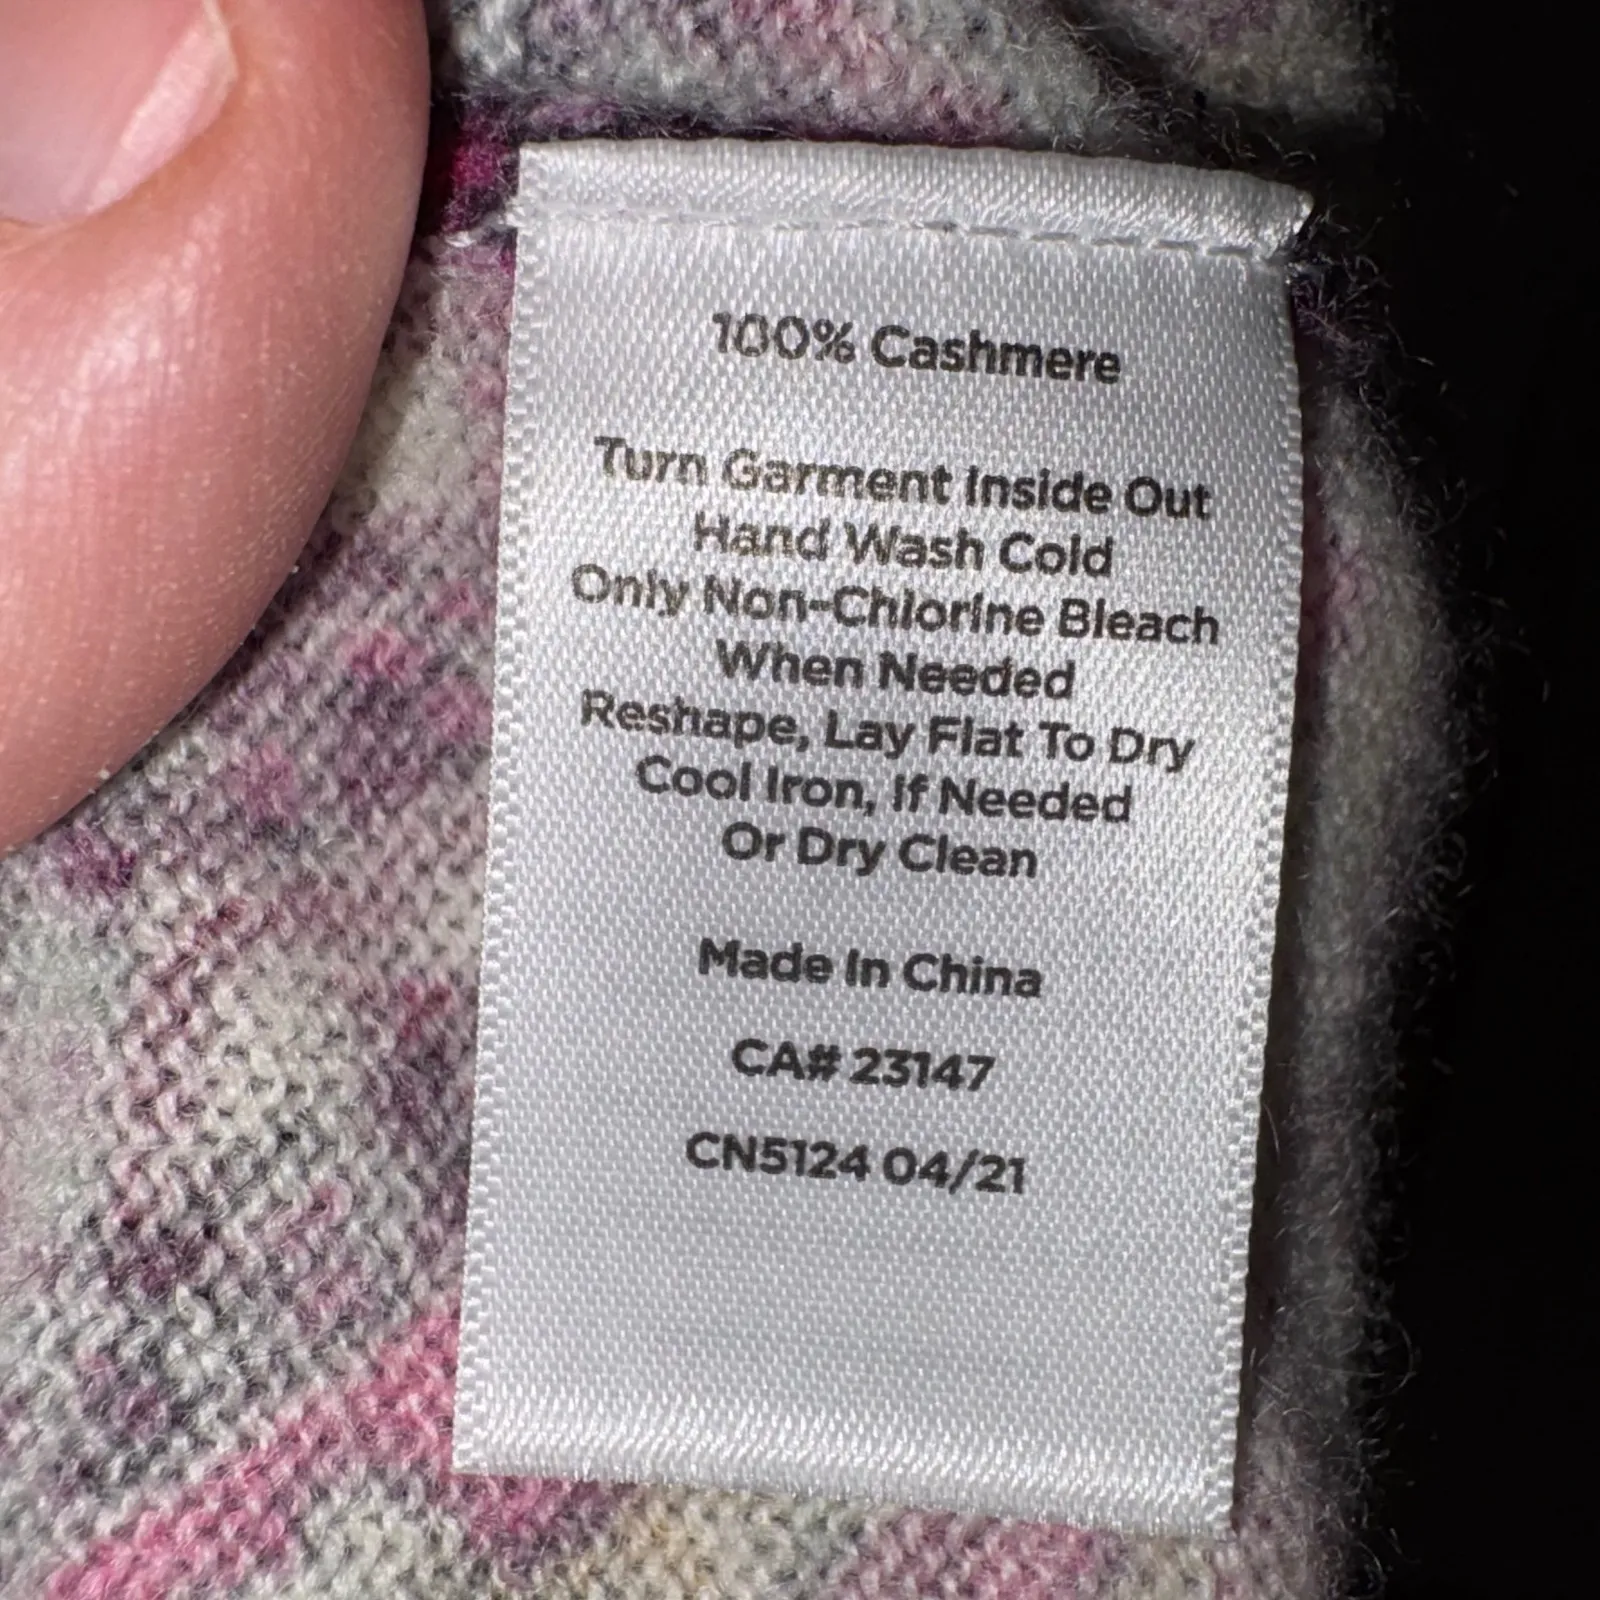 100% Cashmere
Turn Garment Inside Out
Hand Wash Cold
Only Non-Chlorine Bleach
When Needed
Reshape, Lay Flat To Dry
Cool Iron, If Needed
Or Dry Clean
Made In China
CA# 23147
CN5124 04/21